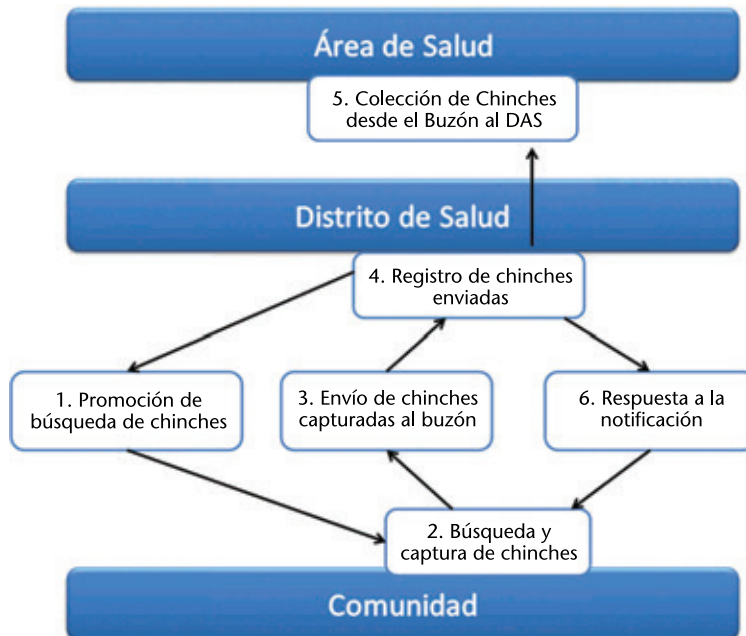 Área de Salud
5. Colección de Chinches
desde el Buzón al DAS
Distrito de Salud
4. Registro de chinches
enviadas
1. Promoción de
búsqueda de chinches
3. Envío de chinches
capturadas al buzón
6. Respuesta a la
notificación
2. Búsqueda y
captura de chinches
Comunidad